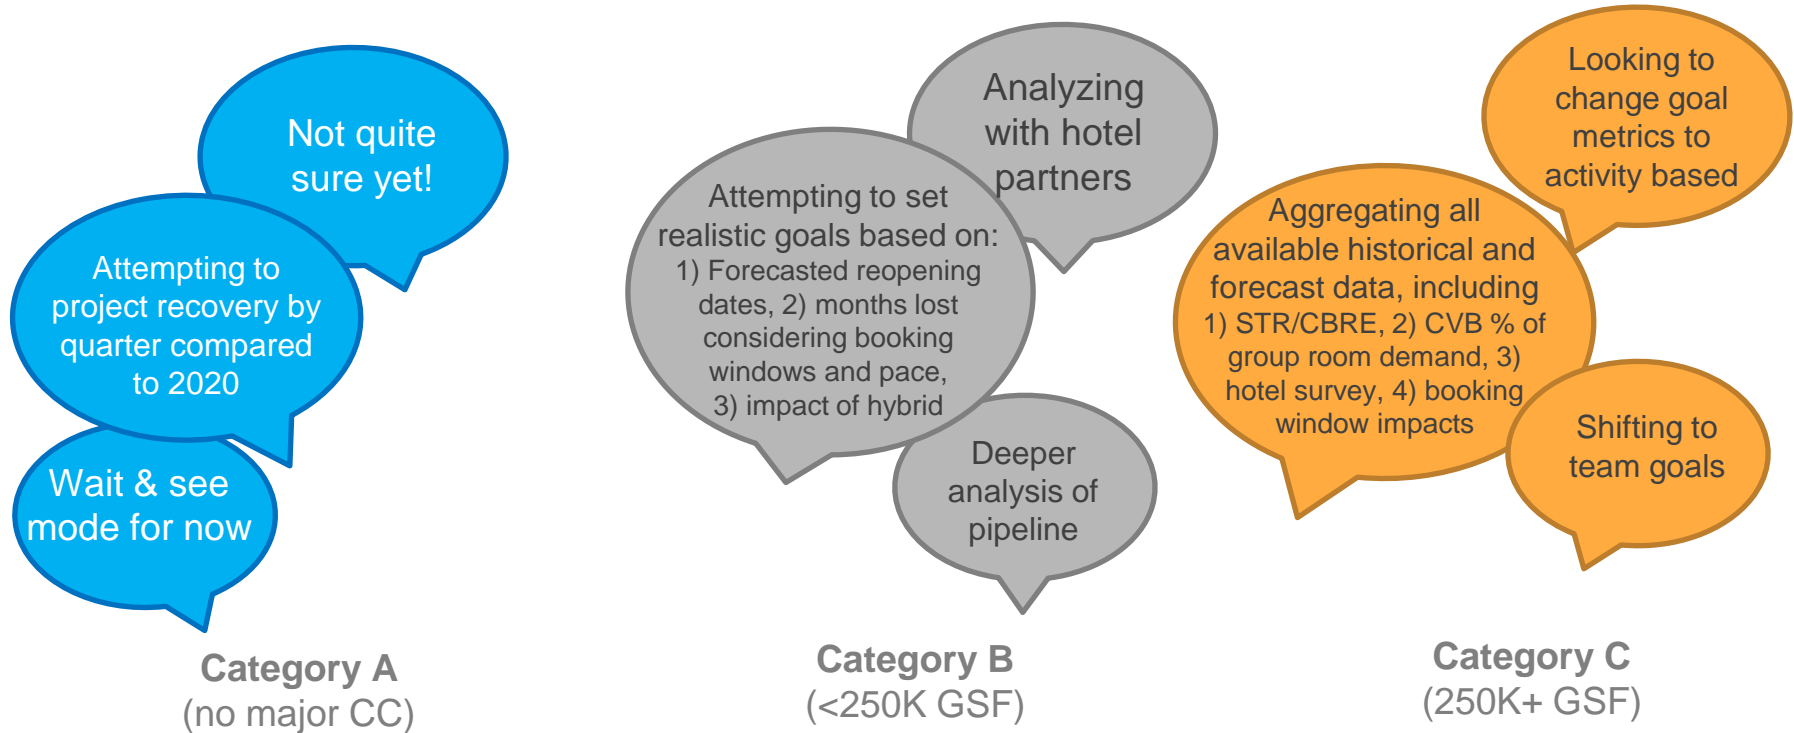 Not quite
sure yet!
Attempting to
project recovery by
quarter compared
to 2020
Wait & see
mode for now
Category A
(no major CC)
Analyzing
with hotel
partners
Attempting to set
realistic goals based on:
1) Forecasted reopening
dates, 2) months lost
considering booking
windows and pace,
3) impact of hybrid
Deeper
analysis of
pipeline
Category B
(<250K GSF)
Looking to
change goal
metrics to
activity based
Aggregating all
available historical and
forecast data, including
1) STR/CBRE, 2) CVB % of
group room demand, 3)
hotel survey, 4) booking
window impacts
Shifting to
team goals
Category C
(250K+ GSF)